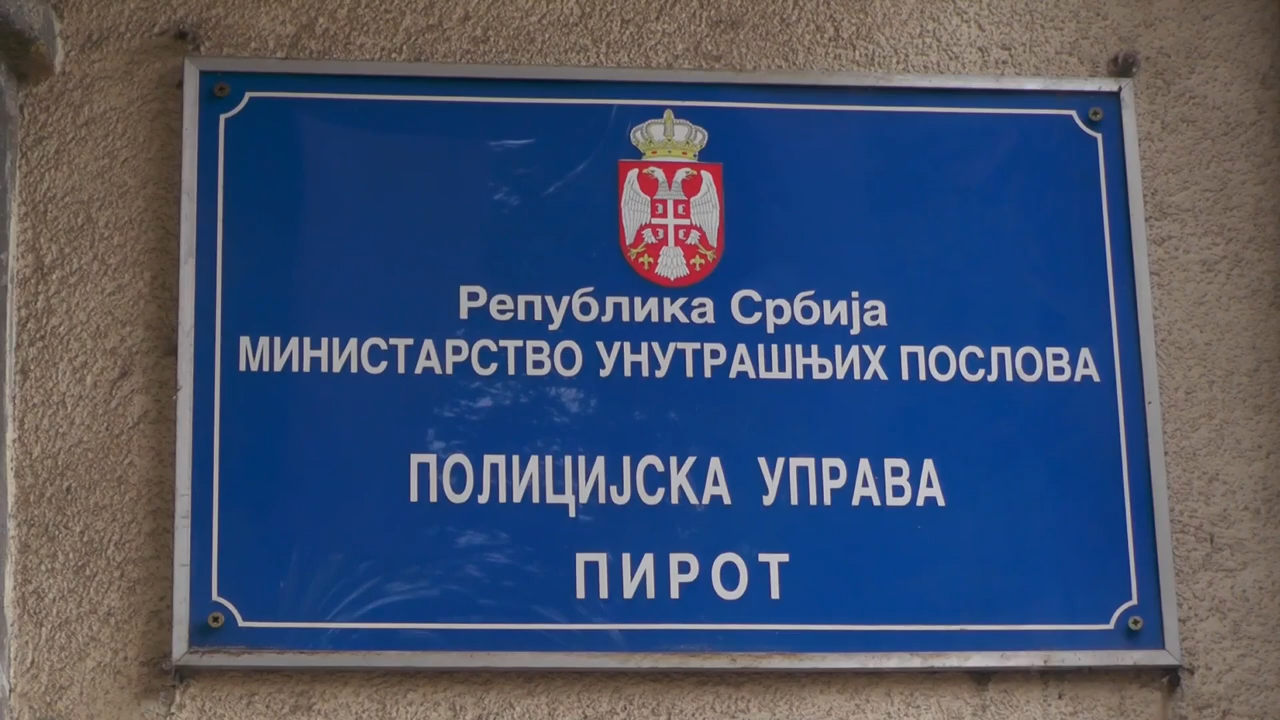 Република Србија
МИНИСТАРСТВО УНУТРАШЊИХ ПОСЛОВА
ПОЛИЦИЈСКА УПРАВА
ПИРОТ